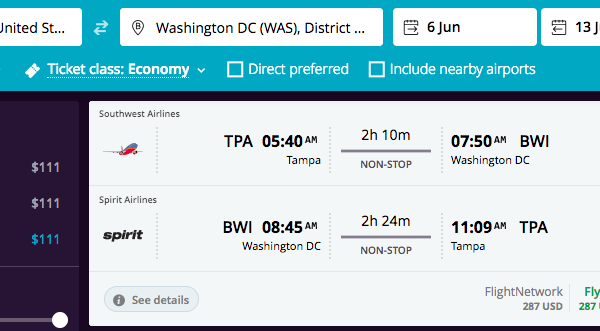 United St...
B
Washington DC (WAS), District ...
6 Jun
13 J
Ticket class: Economy
Direct preferred
Include nearby airports
$111
$111
$111
Southwest Airlines
TPA 05:40 AM
Tampa
2h 10m
NON-STOP
07:50 AM BWI
Washington DC
Spirit Airlines
spirit
BWI 08:45 AM
Washington DC
2h 24m
NON-STOP
11:09 AM TPA
Tampa
i See details
FlightNetwork
287 USD
Fly
287